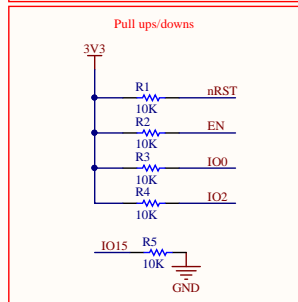 Pull ups/downs
3V3
R1
nRST
10K
R2
EN
10K
R3
IO0
10K
R4
IO2
10K
IO15
R5
10K
GND